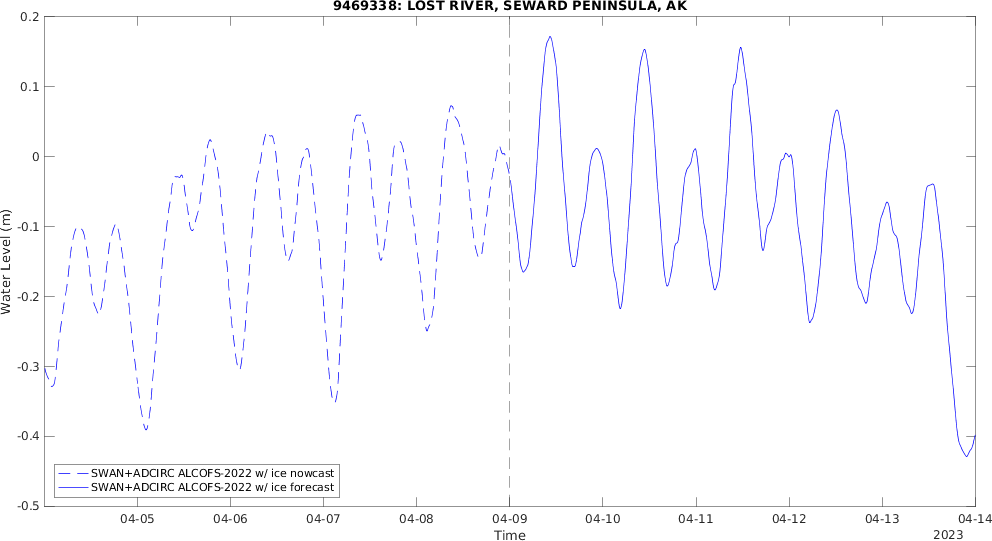 9469338: LOST RIVER, SEWARD PENINSULA, AK
0.2
0.1
0
-0.1
-0.2
-0.3
-0.4
-0.5
Water Level (m)
SWAN+ADCIRC ALCOFS-2022 w/ ice nowcast
SWAN+ADCIRC ALCOFS-2022 w/ ice forecast
04-05 04-06 04-07 04-08 04-09 04-10 04-11 04-12 04-13 04-14
Time
2023